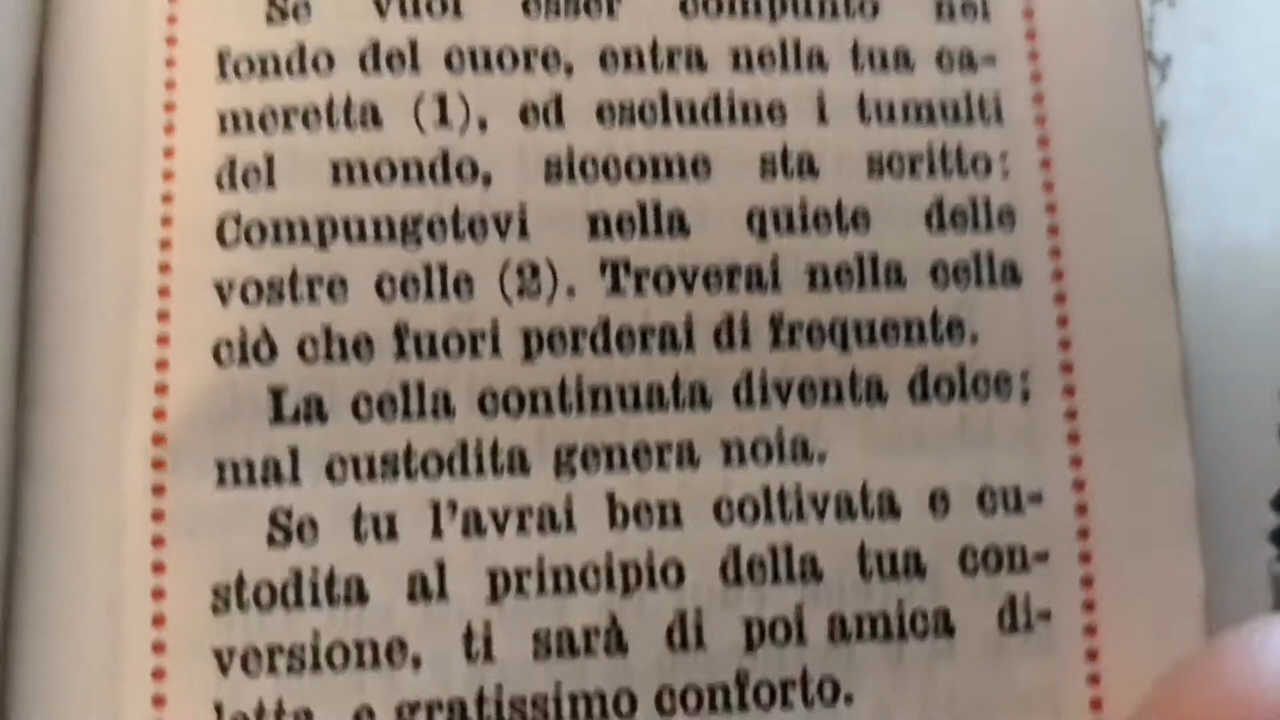 Se vuoi esser compunto nel
fondo del cuore, entra nella tua ca-
meretta (1), ed escludine i tumulti
del mondo, siccome sta scritto:
Compungetevi nella quiete delle
vostre celle (2). Troverai nella cella
ciò che fuori perderai di frequente.
La cella continuata diventa dolce;
mal custodita genera noia.
Se tu l'avrai ben coltivata e cu-
stodita al principio della tua con-
versione, ti sarà di poi amica di-
letta, e gratissimo conforto.